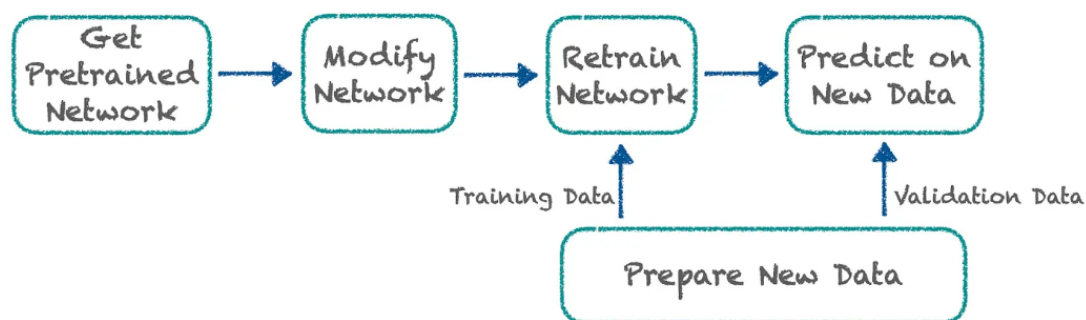 Get
Pretrained
Network
Modify
Network
Retrain
Network
Predict on
New Data
Training Data
Validation Data
Prepare New Data